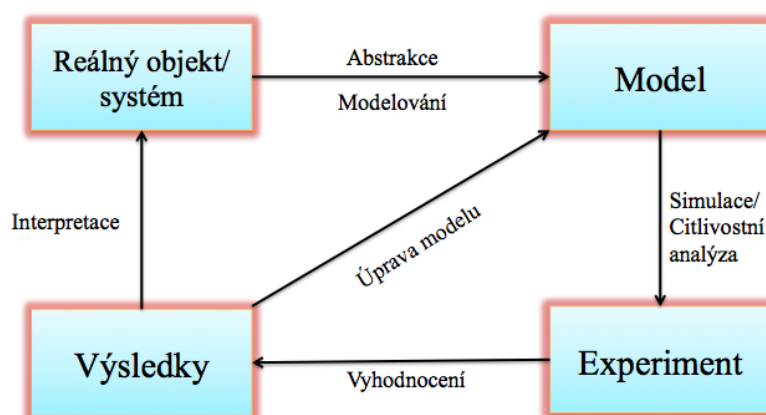 Reálný objekt/
systém
Abstrakce
Modelování
Model
Interpretace
Úprava modelu
Simulace/
Citlivostní
analýza
Výsledky
Vyhodnocení
Experiment